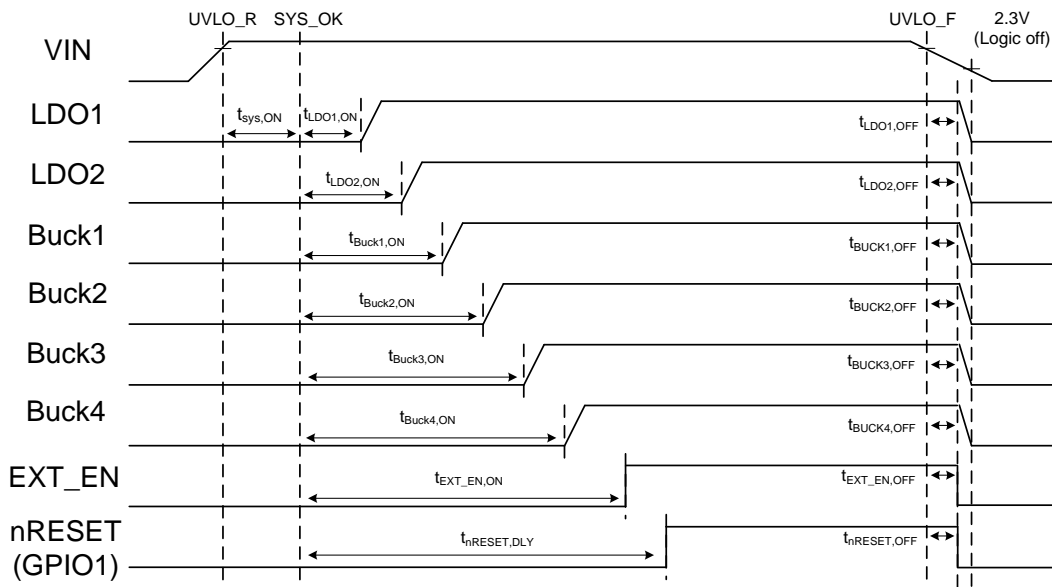 UVLO_R SYS_OK UVLO_F 2.3V
(Logic off)
VIN
LDO1
tsys,ON tLDO1,ON tLDO1,OFF
LDO2
tLDO2,ON tLDO2,OFF
Buck1
tBuck1,ON tBUCK1,OFF
Buck2
tBuck2,ON tBUCK2,OFF
Buck3
tBuck3,ON tBUCK3,OFF
Buck4
tBuck4,ON tBUCK4,OFF
EXT_EN
tEXT_EN,ON tEXT_EN,OFF
nRESET
(GPIO1)
tnRESET,DLY tnRESET,OFF